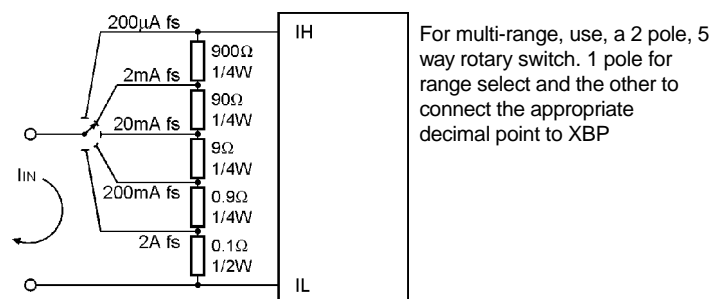 200µA fs
IH
900Ω
1/4W
2mA fs
90Ω
1/4W
20mA fs
9Ω
1/4W
IIN
200mA fs
0.9Ω
1/4W
2A fs
0.1Ω
1/2W
IL
For multi-range, use, a 2 pole, 5
way rotary switch. 1 pole for
range select and the other to
connect the appropriate
decimal point to XBP